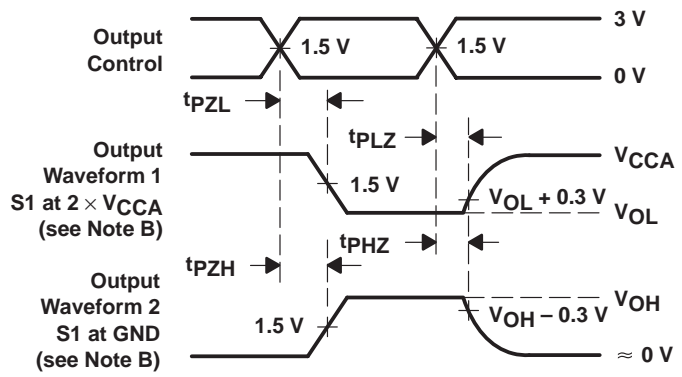 Output
Control
1.5 V
1.5 V
3 V
0 V
tPZL
tPLZ
Output
Waveform 1
S1 at 2 × VCCA
(see Note B)
1.5 V
VCCA
VOL + 0.3 V
VOL
tPZH
tPHZ
Output
Waveform 2
S1 at GND
(see Note B)
1.5 V
VOH
VOH – 0.3 V
≈ 0 V